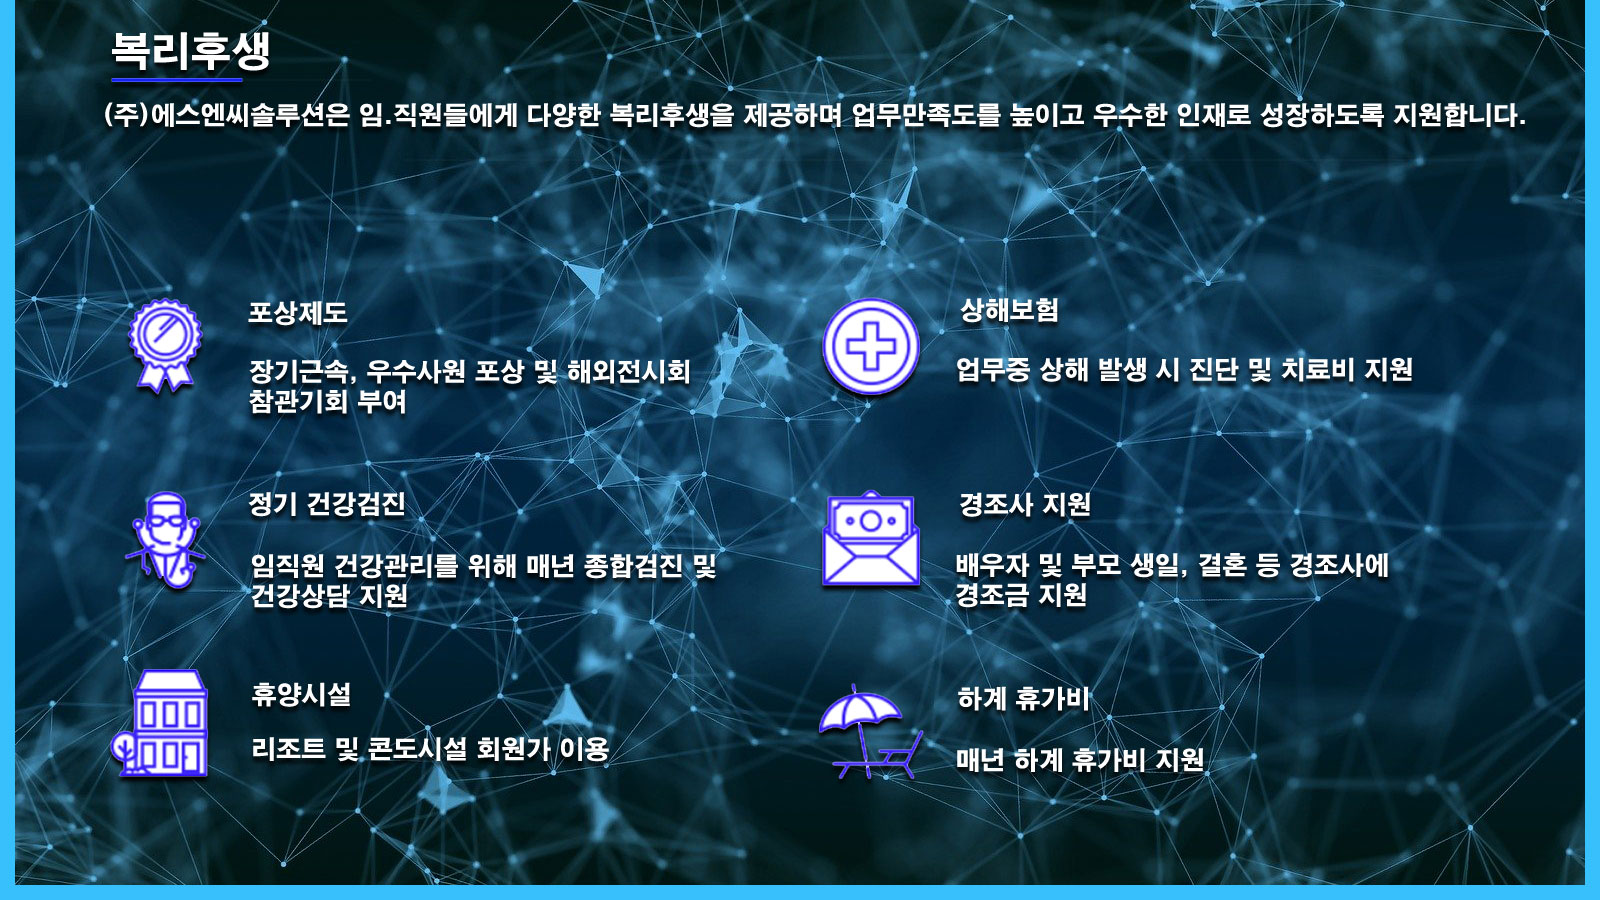 복리후생
(주)에스엔씨솔루션은 임.직원들에게 다양한 복리후생을 제공하며 업무만족도를 높이고 우수한 인재로 성장하도록 지원합니다.
포상제도
장기근속, 우수사원 포상 및 해외전시회
참관기회 부여
상해보험
업무중 상해 발생 시 진단 및 치료비 지원
정기 건강검진
임직원 건강관리를 위해 매년 종합검진 및
건강상담 지원
경조사 지원
배우자 및 부모 생일, 결혼 등 경조사에
경조금 지원
휴양시설
리조트 및 콘도시설 회원가 이용
하계 휴가비
매년 하계 휴가비 지원